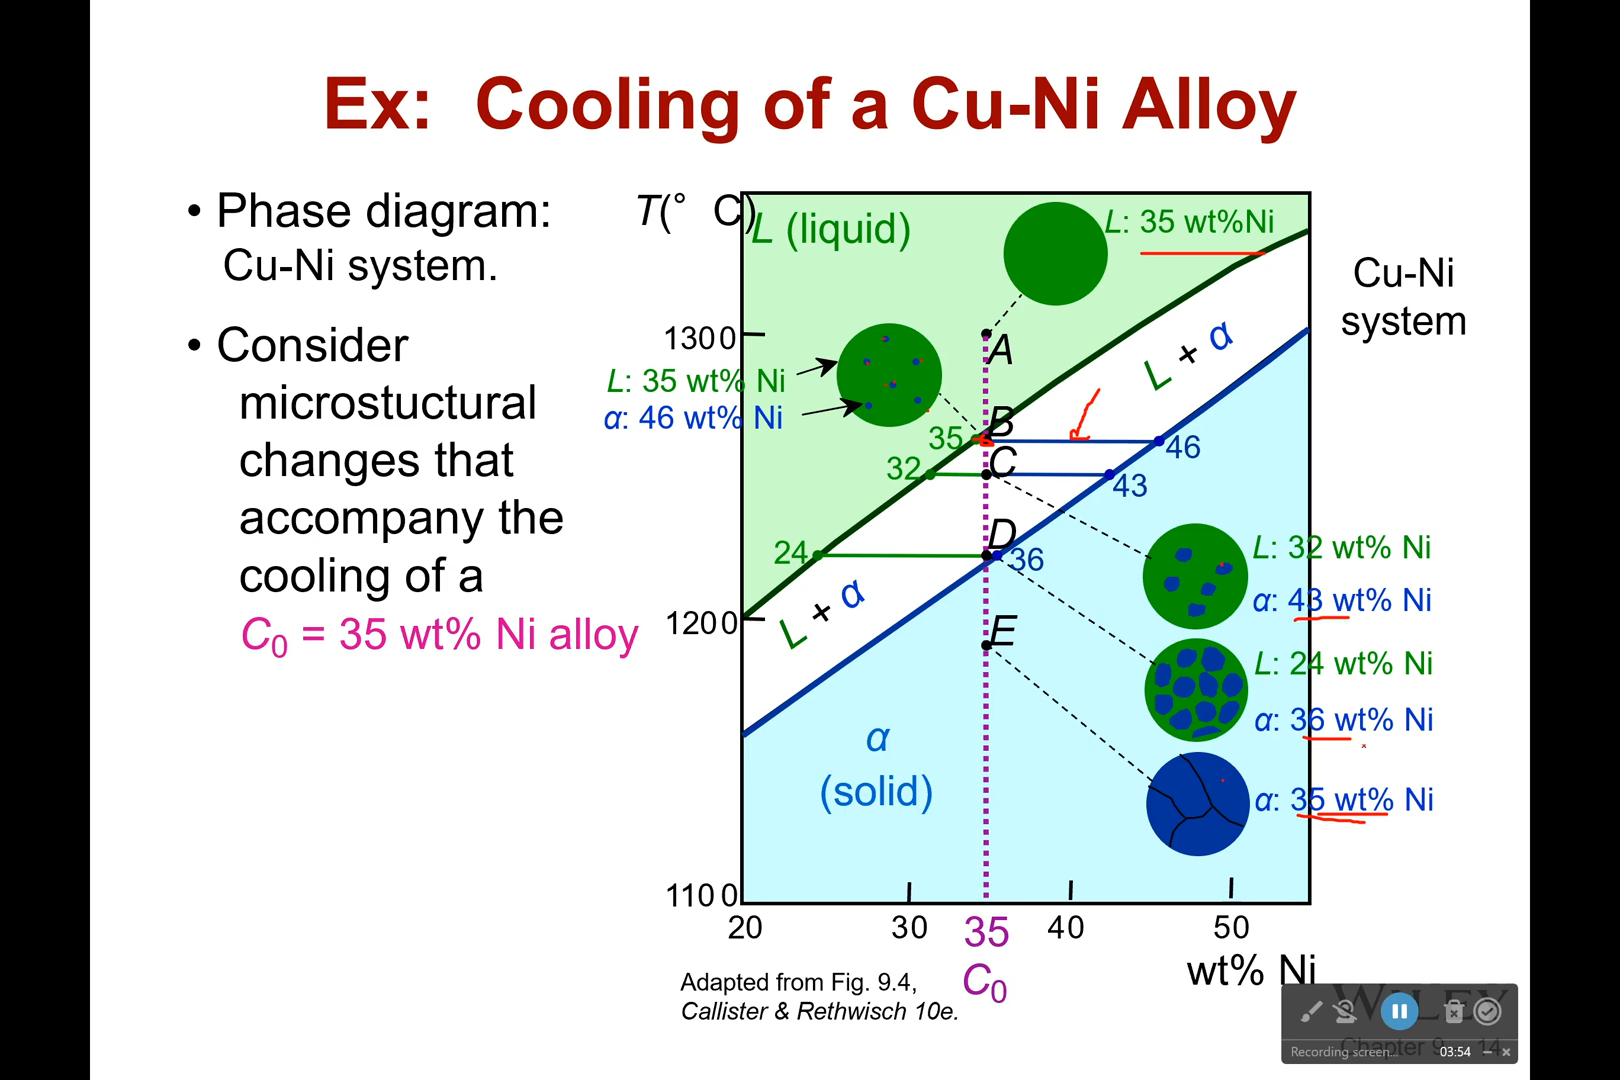 Ex: Cooling of a Cu-Ni Alloy
• Phase diagram:
Cu-Ni system.
• Consider
microstuctural
changes that
accompany the
cooling of a
C0 = 35 wt% Ni alloy
T(° C)
L (liquid)
L: 35 wt%Ni
Cu-Ni
system
1300
A
L + α
L: 35 wt% Ni
α: 46 wt% Ni
B
35
46
32
C
43
D
24
36
L: 32 wt% Ni
α: 43 wt% Ni
L + α
1200
E
L: 24 wt% Ni
α: 36 wt% Ni
α
(solid)
α: 35 wt% Ni
1100
20
30
35
40
50
C0
wt% Ni
Adapted from Fig. 9.4,
Callister & Rethwisch 10e.
WILEY
Chapter 9 - 14
Recording screen... 03:54